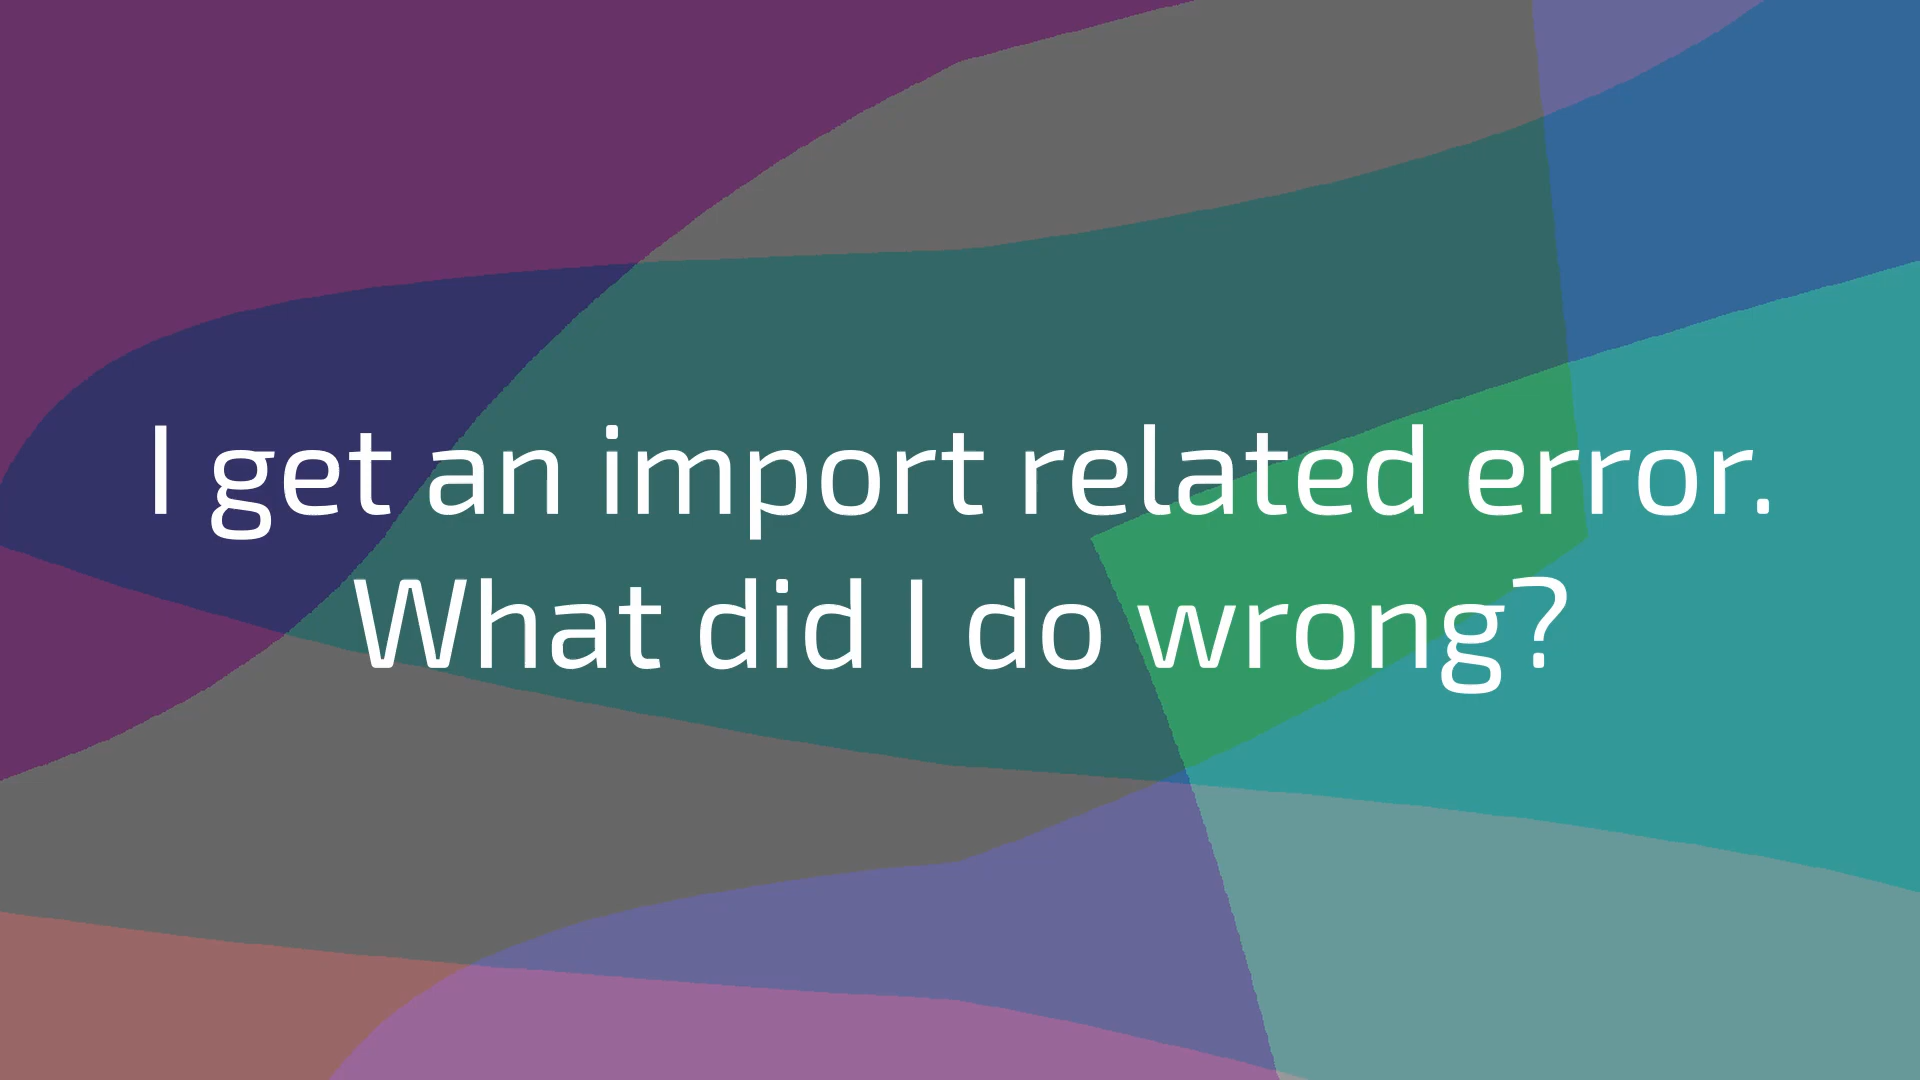 I get an import related error.
What did I do wrong?